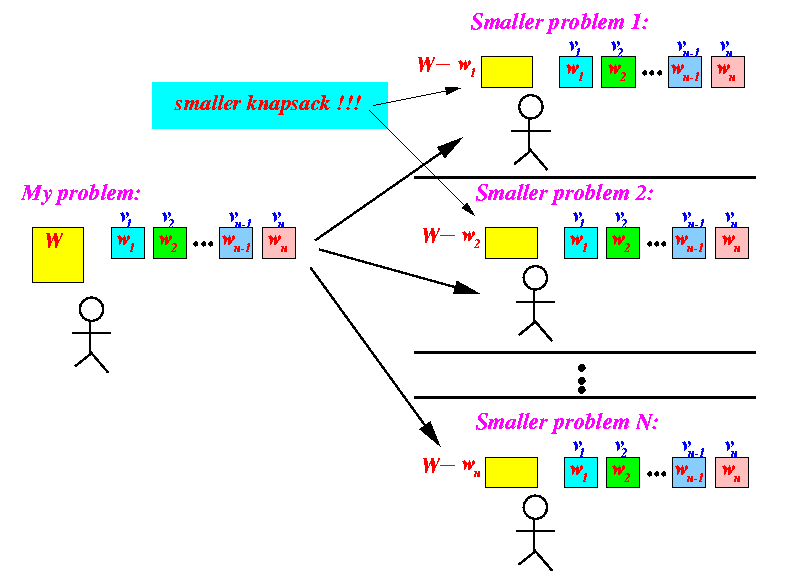 Smaller problem 1:
v1 v2 vn-1 vn
W− w1 w1 w2 ••• wn-1 wn
smaller knapsack !!!
My problem:
v1 v2 vn-1 vn
W w1 w2 ••• wn-1 wn
Smaller problem 2:
v1 v2 vn-1 vn
W− w2 w1 w2 ••• wn-1 wn
Smaller problem N:
v1 v2 vn-1 vn
W− wn w1 w2 ••• wn-1 wn